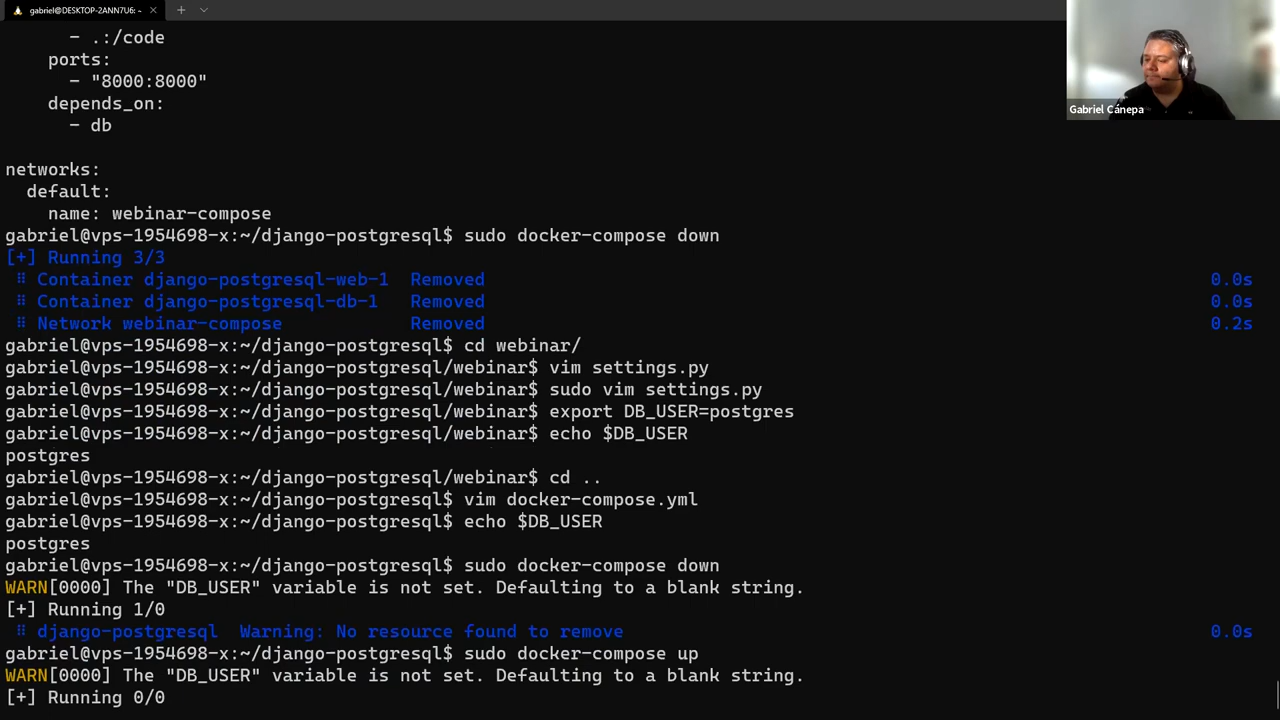 gabriel@DESKTOP-2ANN7U6: ~
Gabriel Cánepa
- .:/code
ports:
- "8000:8000"
depends_on:
- db
networks:
default:
name: webinar-compose
gabriel@vps-1954698-x:~/django-postgresql$ sudo docker-compose down
[+] Running 3/3
⠿ Container django-postgresql-web-1 Removed 0.0s
⠿ Container django-postgresql-db-1 Removed 0.0s
⠿ Network webinar-compose Removed 0.2s
gabriel@vps-1954698-x:~/django-postgresql$ cd webinar/
gabriel@vps-1954698-x:~/django-postgresql/webinar$ vim settings.py
gabriel@vps-1954698-x:~/django-postgresql/webinar$ sudo vim settings.py
gabriel@vps-1954698-x:~/django-postgresql/webinar$ export DB_USER=postgres
gabriel@vps-1954698-x:~/django-postgresql/webinar$ echo $DB_USER
postgres
gabriel@vps-1954698-x:~/django-postgresql/webinar$ cd ..
gabriel@vps-1954698-x:~/django-postgresql$ vim docker-compose.yml
gabriel@vps-1954698-x:~/django-postgresql$ echo $DB_USER
postgres
gabriel@vps-1954698-x:~/django-postgresql$ sudo docker-compose down
WARN[0000] The "DB_USER" variable is not set. Defaulting to a blank string.
[+] Running 1/0
⠿ django-postgresql Warning: No resource found to remove 0.0s
gabriel@vps-1954698-x:~/django-postgresql$ sudo docker-compose up
WARN[0000] The "DB_USER" variable is not set. Defaulting to a blank string.
[+] Running 0/0